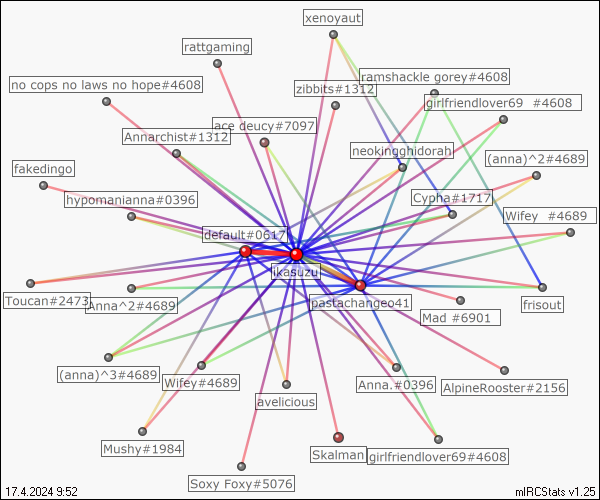 xenoyaut
rattgaming
ramshackle gorey#4608
no cops no laws no hope#4608
zibbits#1312
girlfriendlover69 #4608
ace deucy#7097
Annarchist#1312
neokingghidorah
(anna)^2#4689
fakedingo
hypomanianna#0396
Cypha#1717
Wifey #4689
default#0617
ikasuzu
Toucan#2473
Anna^2#4689
pastachangeo41
frisout
Mad #6901
(anna)^3#4689
Wifey#4689
Anna.#0396
AlpineRooster#2156
avelicious
Mushy#1984
Skalman
girlfriendlover69#4608
Soxy Foxy#5076
17.4.2024 9:52
mIRCStats v1.25